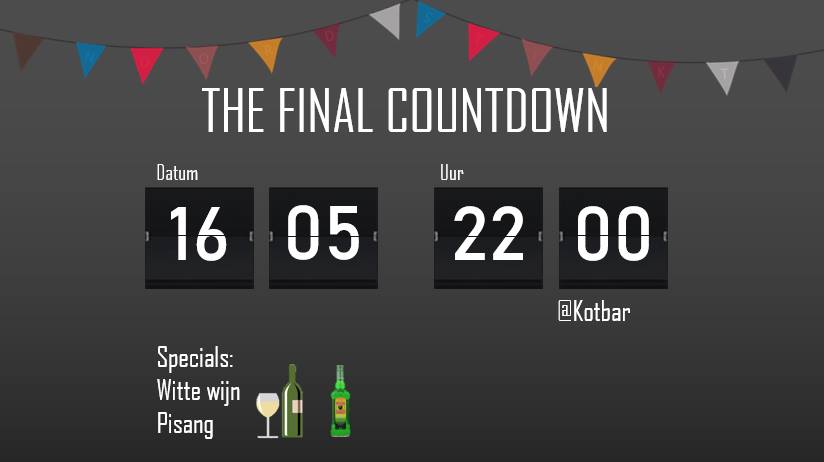 THE FINAL COUNTDOWN
Datum
Uur
16 05 22 00
@Kotbar
Specials:
Witte wijn
Pisang